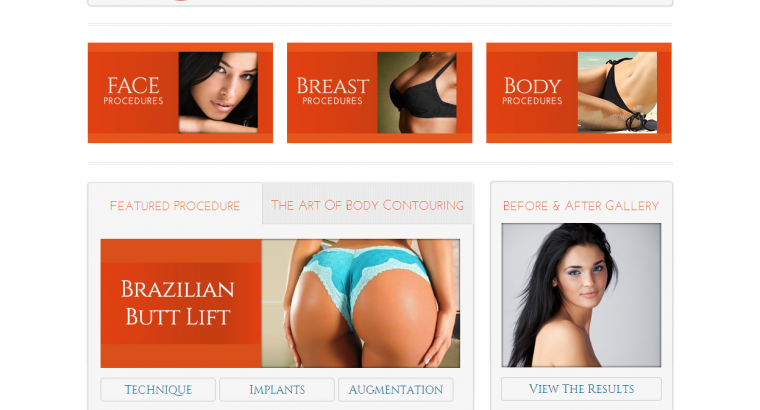 FACE
PROCEDURES
BREAST
PROCEDURES
BODY
PROCEDURES
FEATURED PROCEDURE
THE ART OF BODY CONTOURING
BEFORE & AFTER GALLERY
BRAZILIAN
BUTT LIFT
TECHNIQUE
IMPLANTS
AUGMENTATION
VIEW THE RESULTS